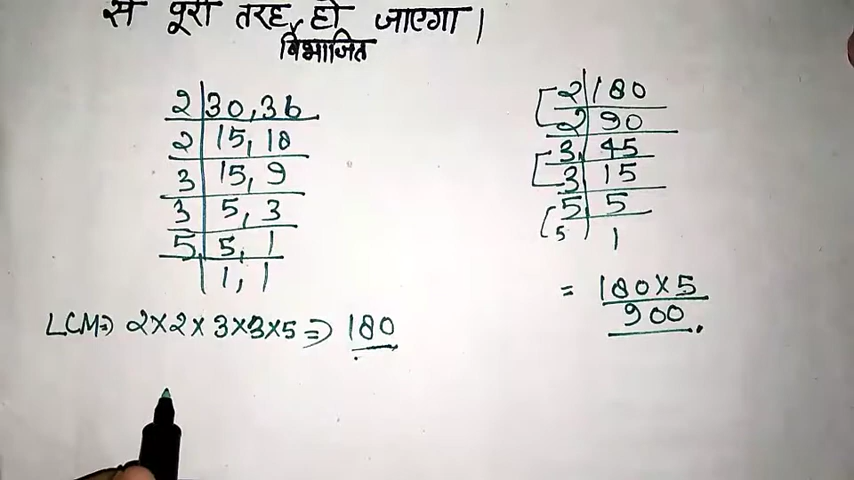 से पूरी तरह विभाजित हो जाएगा।
2 | 30, 36
2 | 15, 18
3 | 15, 9
3 | 5, 3
5 | 5, 1
1, 1
LCM⇒ 2×2×3×3×5⇒ 180
2 | 180
2 | 90
3 | 45
3 | 15
5 | 5
5 | 1
= 180×5
900.